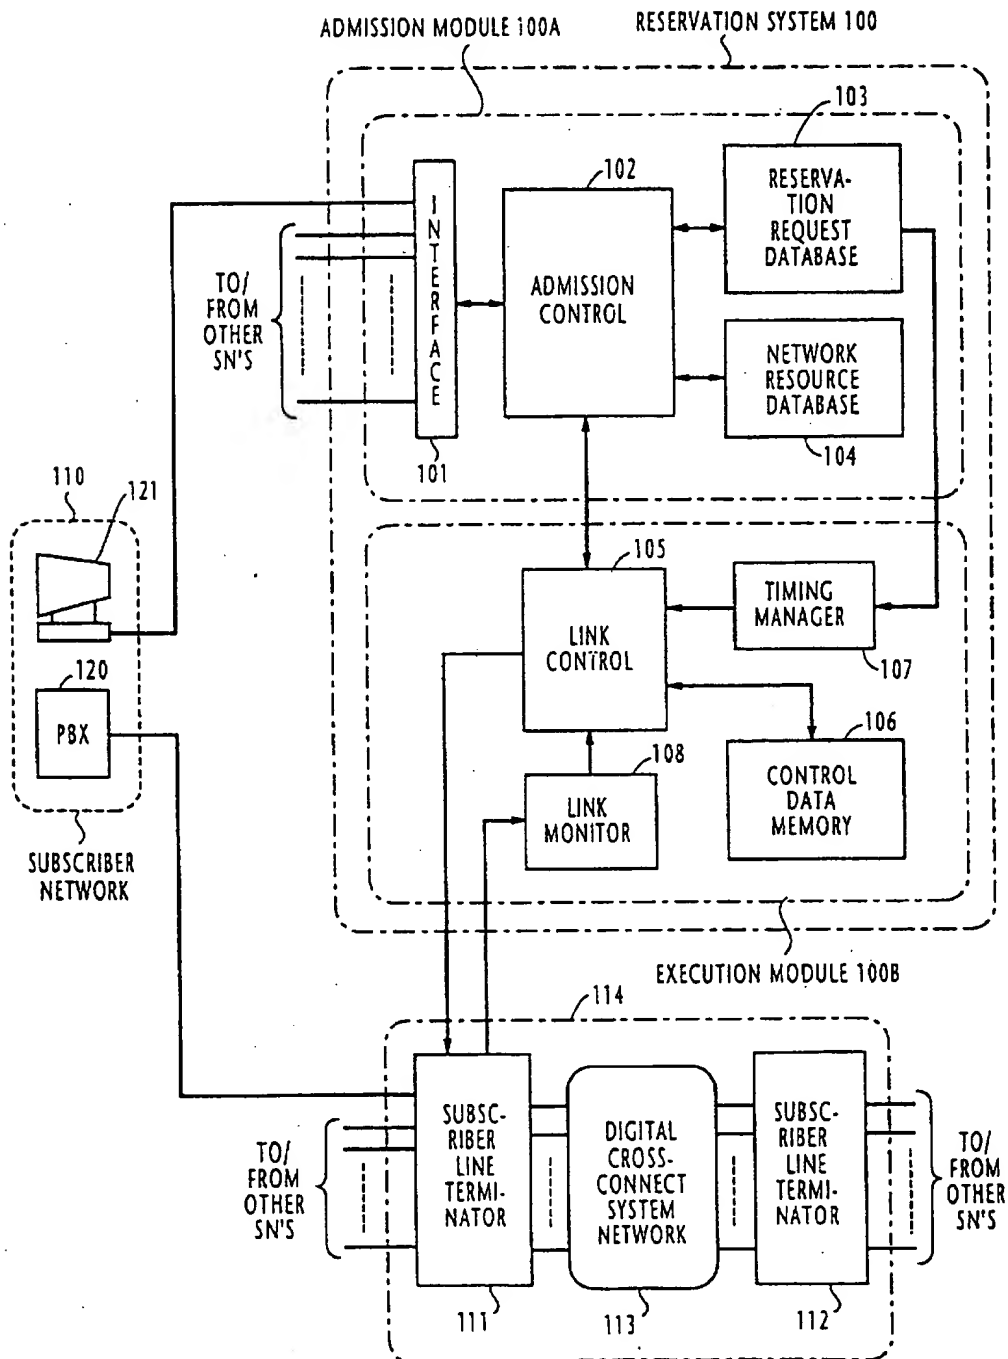 ADMISSION MODULE 100A
RESERVATION SYSTEM 100
103
102
RESERVA-
TION
REQUEST
DATABASE
INTERFACE
ADMISSION
CONTROL
TO/
FROM
OTHER
SN'S
NETWORK
RESOURCE
DATABASE
101
104
110
121
105
TIMING
MANAGER
LINK
CONTROL
107
120
PBX
106
108
CONTROL
DATA
MEMORY
LINK
MONITOR
SUBSCRIBER
NETWORK
EXECUTION MODULE 100B
114
SUBSC-
RIBER
LINE
TERMI-
NATOR
DIGITAL
CROSS-
CONNECT
SYSTEM
NETWORK
SUBSC-
RIBER
LINE
TERMI-
NATOR
TO/
FROM
OTHER
SN'S
TO/
FROM
OTHER
SN'S
111
113
112